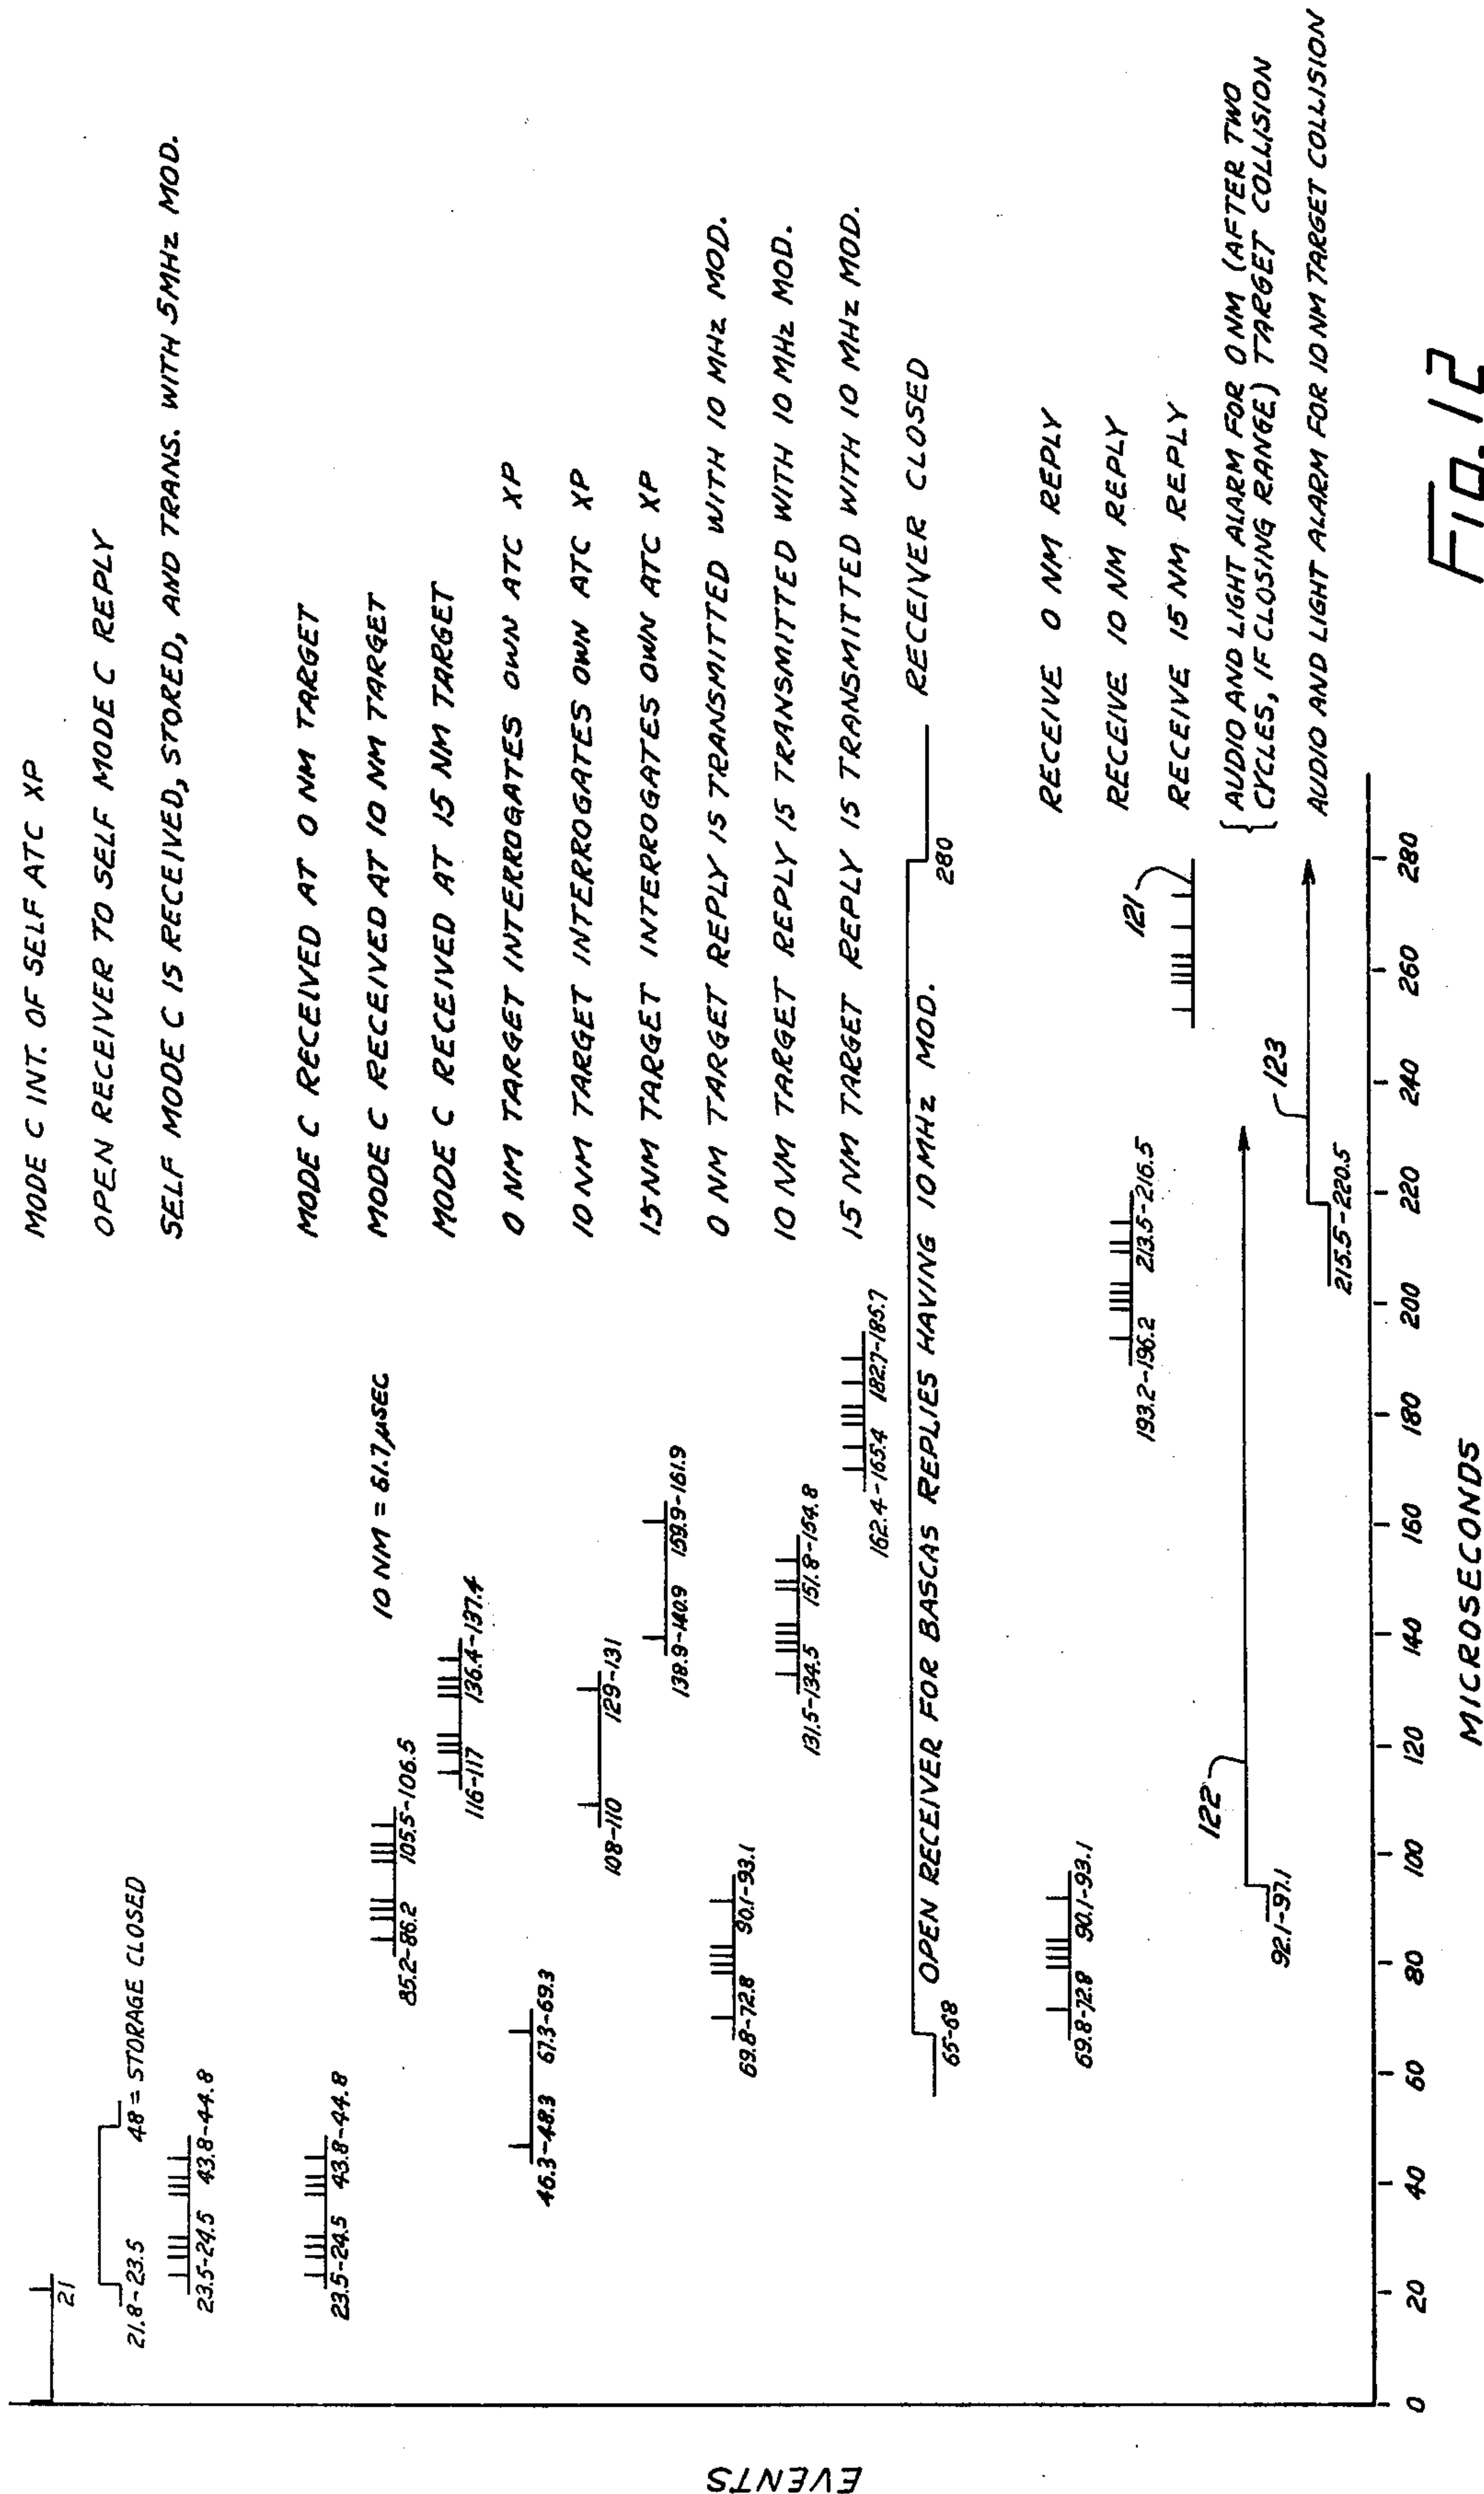 MODE C INT. OF SELF ATC XP
21
OPEN RECEIVER TO SELF MODE C REPLY
21.8-23.5 48 = STORAGE CLOSED
SELF MODE C IS RECEIVED, STORED, AND TRANS. WITH 5MHz MOD.
23.5-24.5 43.8-44.8
MODE C RECEIVED AT 0 NM TARGET
23.5-24.5 43.8-44.8
MODE C RECEIVED AT 10 NM TARGET
10 NM = 61.7 µSEC
85.2-86.2 105.5-106.5
MODE C RECEIVED AT 15 NM TARGET
116-117 136.4-137.4
0 NM TARGET INTERROGATES OWN ATC XP
46.3-48.3 67.3-69.3
10 NM TARGET INTERROGATES OWN ATC XP
108-110 129-131
15 NM TARGET INTERROGATES OWN ATC XP
138.9-140.9 159.9-161.9
0 NM TARGET REPLY IS TRANSMITTED WITH 10 MHz MOD.
69.8-72.8 90.1-93.1
10 NM TARGET REPLY IS TRANSMITTED WITH 10 MHz MOD.
131.5-134.5 151.8-154.8
15 NM TARGET REPLY IS TRANSMITTED WITH 10 MHz MOD.
162.4-165.4 182.7-185.7
RECEIVER CLOSED
OPEN RECEIVER FOR BASCAS REPLIES HAVING 10MHz MOD.
65-68
280
RECEIVE 0 NM REPLY
69.8-72.8 90.1-93.1
RECEIVE 10 NM REPLY
193.2-196.2 213.5-216.5
121
RECEIVE 15 NM REPLY
122
AUDIO AND LIGHT ALARM FOR 0 NM (AFTER TWO
CYCLES, IF CLOSING RANGE) TARGET COLLISION
92.1-97.1
123
AUDIO AND LIGHT ALARM FOR 10 NM TARGET COLLISION
215.5-220.5
0 20 40 60 80 100 120 140 160 180 200 220 240 260 280
MICROSECONDS
EVENTS
FIG. 12